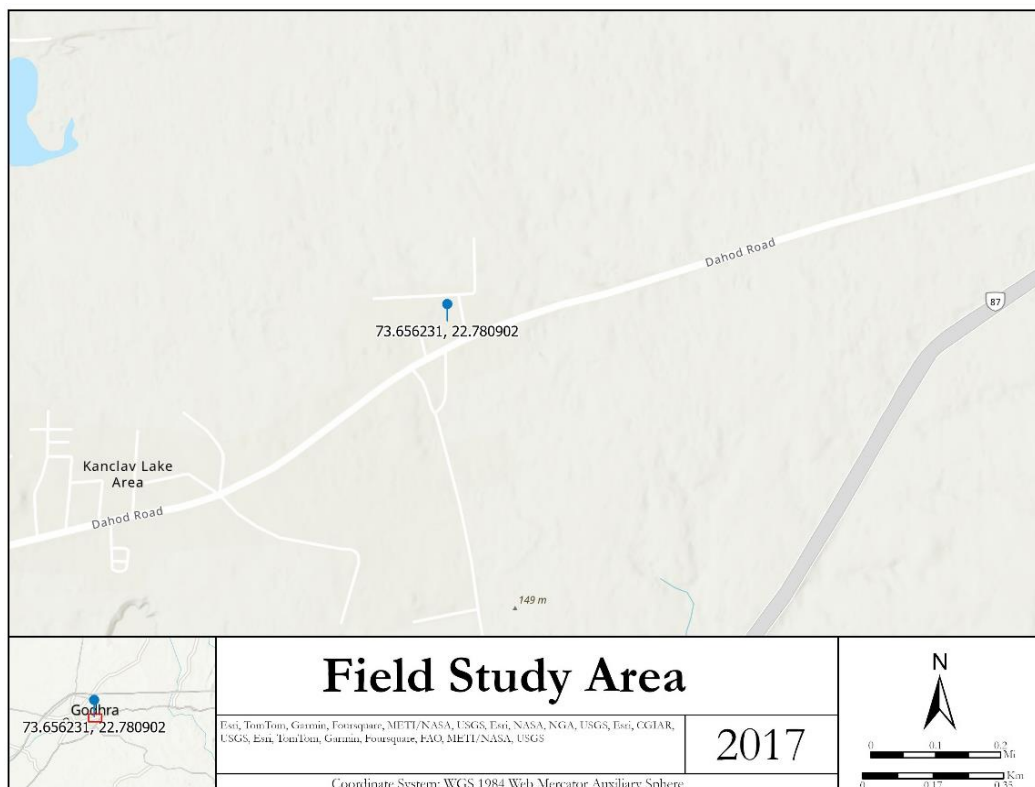 Dahod Road
87
73.656231, 22.780902
Kanclav Lake
Area
Dahod Road
149 m
Godhra
73.656231, 22.780902
Field Study Area
Esri, TomTom, Garmin, Foursquare, METI/NASA, USGS, Esri, NASA, NGA, USGS, Esri, CGIAR,
USGS, Esri, TomTom, Garmin, Foursquare, FAO, METI/NASA, USGS
2017
Coordinate System: WGS 1984 Web Mercator Auxiliary Sphere
N
0 0.1 0.2
Mi
Km
0 0.17 0.35